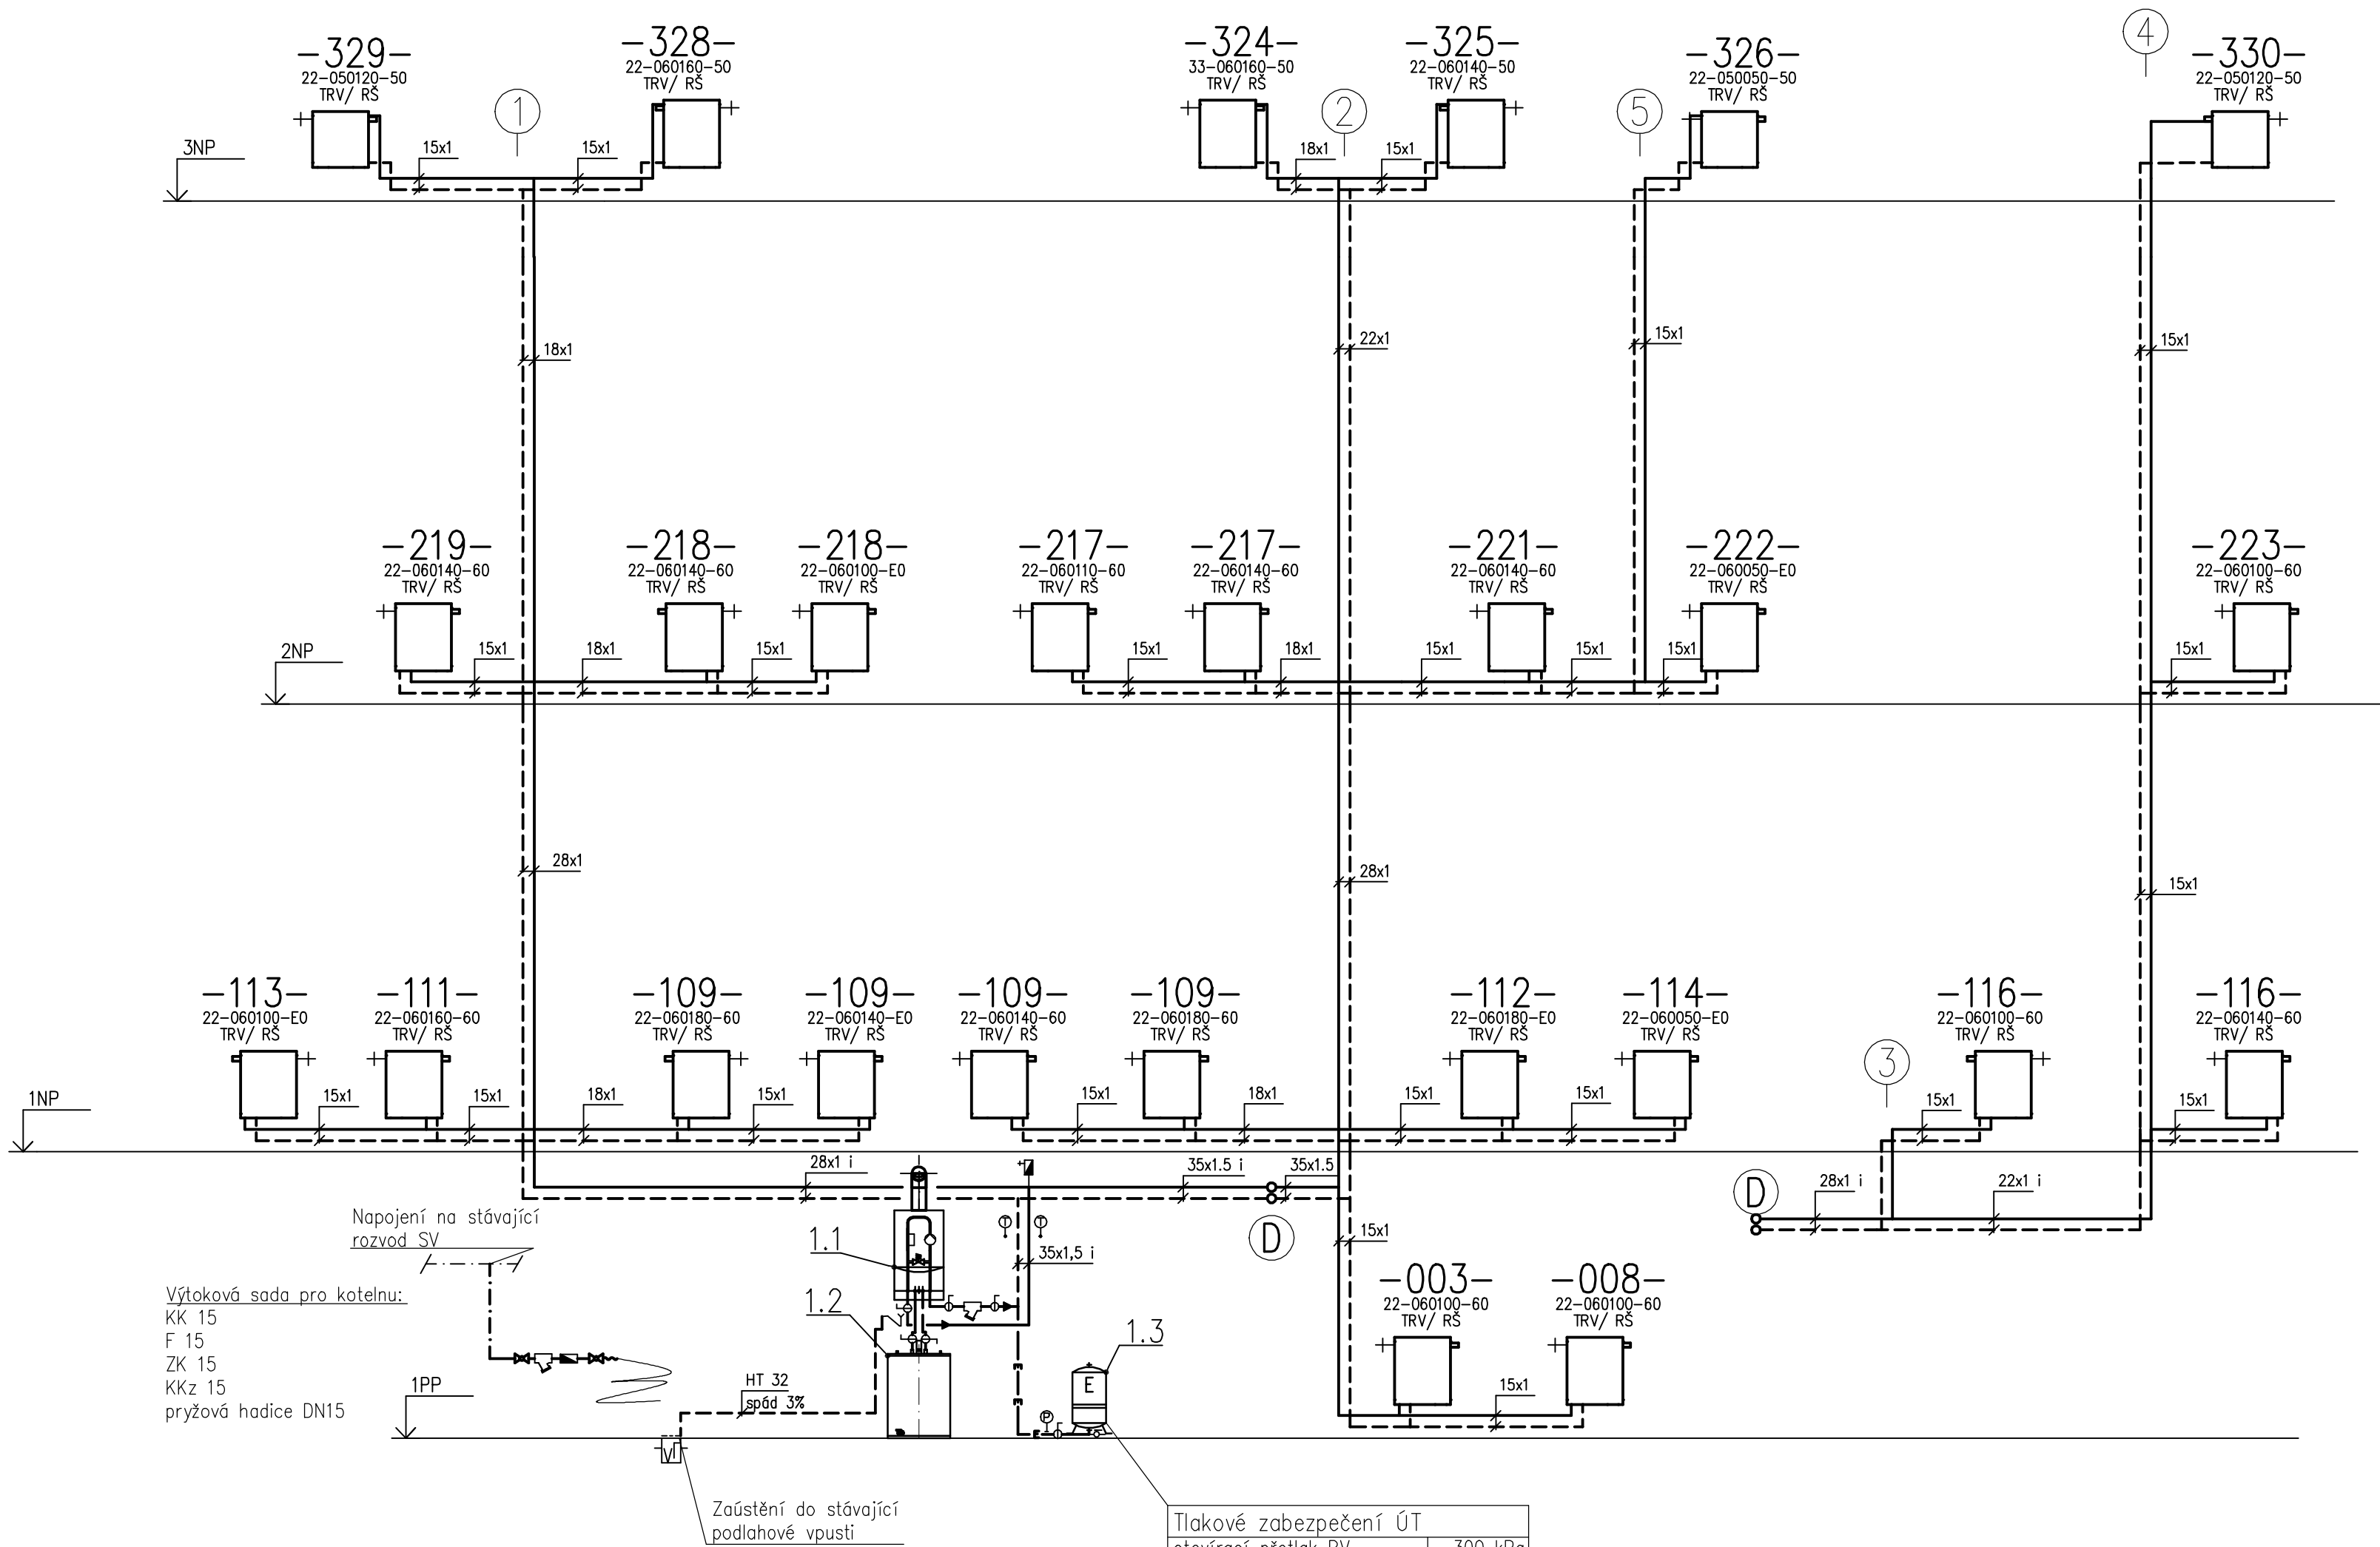 -329-
22-050120-50
TRV/ RŠ
-328-
22-060160-50
TRV/ RŠ
-324-
33-060160-50
TRV/ RŠ
-325-
22-060140-50
TRV/ RŠ
-326-
22-050050-50
TRV/ RŠ
-330-
22-050120-50
TRV/ RŠ
1
2
5
4
3NP
15x1
15x1
18x1
15x1
18x1
22x1
15x1
15x1
-219-
22-060140-60
TRV/ RŠ
-218-
22-060140-60
TRV/ RŠ
-218-
22-060100-E0
TRV/ RŠ
-217-
22-060110-60
TRV/ RŠ
-217-
22-060140-60
TRV/ RŠ
-221-
22-060140-60
TRV/ RŠ
-222-
22-060050-E0
TRV/ RŠ
-223-
22-060100-60
TRV/ RŠ
2NP
15x1
18x1
15x1
15x1
18x1
15x1
15x1
15x1
15x1
28x1
28x1
15x1
-113-
22-060100-E0
TRV/ RŠ
-111-
22-060160-60
TRV/ RŠ
-109-
22-060180-60
TRV/ RŠ
-109-
22-060140-E0
TRV/ RŠ
-109-
22-060140-60
TRV/ RŠ
-109-
22-060180-60
TRV/ RŠ
-112-
22-060180-E0
TRV/ RŠ
-114-
22-060050-E0
TRV/ RŠ
-116-
22-060100-60
TRV/ RŠ
-116-
22-060140-60
TRV/ RŠ
3
1NP
15x1
15x1
18x1
15x1
15x1
18x1
15x1
15x1
15x1
15x1
28x1 i
35x1.5 i
35x1.5
D
28x1 i
22x1 i
Napojení na stávající
rozvod SV
T
T
D
1.1
35x1,5 i
15x1
Výtoková sada pro kotelnu:
KK 15
F 15
ZK 15
KKz 15
pryžová hadice DN15
1.2
1.3
-003-
22-060100-60
TRV/ RŠ
-008-
22-060100-60
TRV/ RŠ
1PP
HT 32
spád 3%
E
P
15x1
Zaústění do stávající
podlahové vpusti
Tlakové zabezpečení ÚT
otevírací přetlak PV 300 kPa